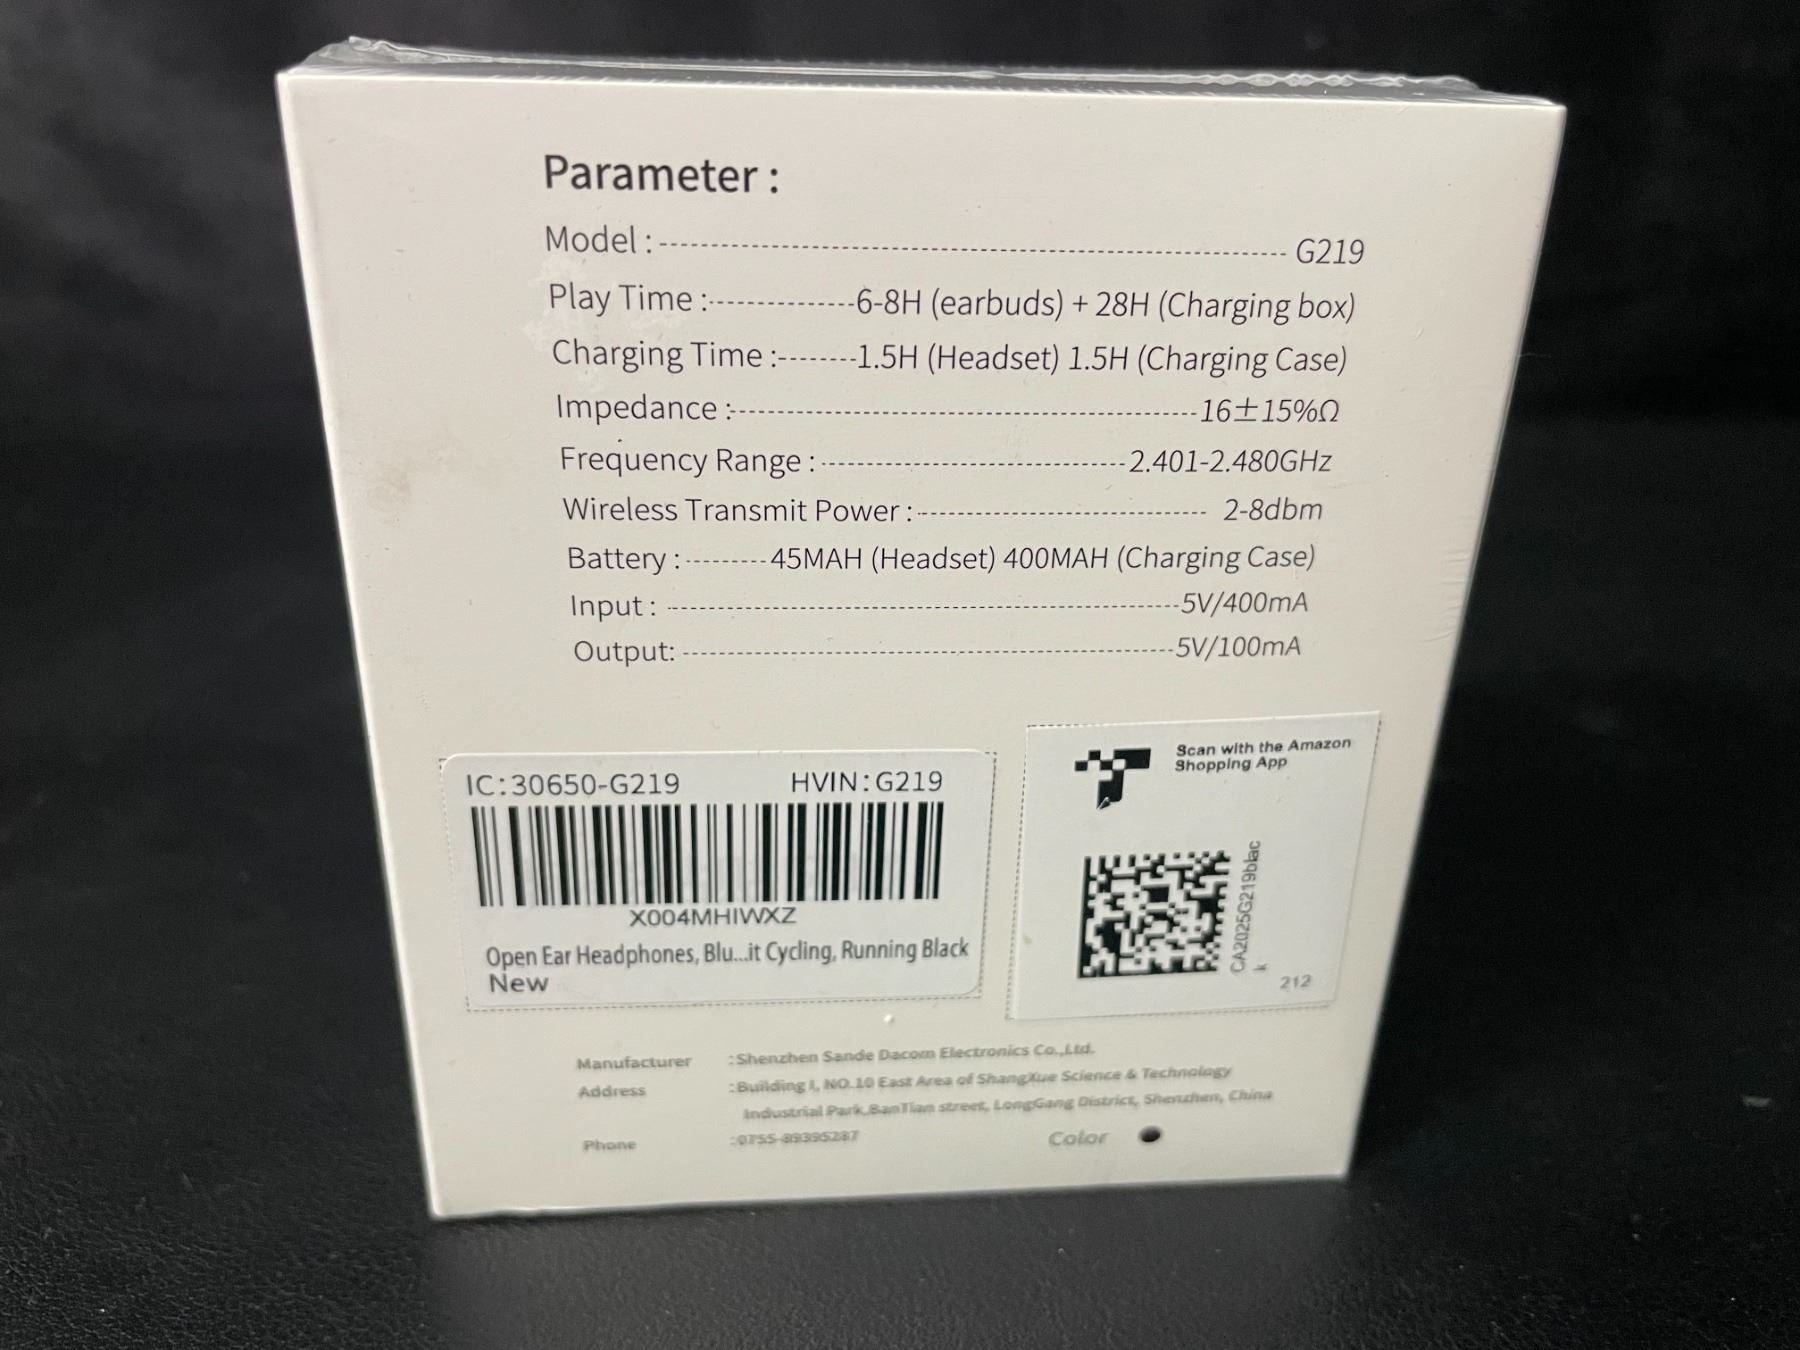 Parameter :
Model : G219
Play Time : 6-8H (earbuds) + 28H (Charging box)
Charging Time : 1.5H (Headset) 1.5H (Charging Case)
Impedance : 16±15%Ω
Frequency Range : 2.401-2.480GHz
Wireless Transmit Power : 2-8dbm
Battery : 45MAH (Headset) 400MAH (Charging Case)
Input : 5V/400mA
Output: 5V/100mA
IC:30650-G219 HVIN:G219
X004MHIWXZ
Open Ear Headphones, Blu...it Cycling, Running Black
New
Scan with the Amazon
Shopping App
CA2025G219blac
k
212
Manufacturer :Shenzhen Sande Dacom Electronics Co.,Ltd.
Address :Building I, NO.10 East Area of ShangXue Science & Technology
Industrial Park,BanTian street, LongGang District, Shenzhen, China
Phone :0755-89395287
Color